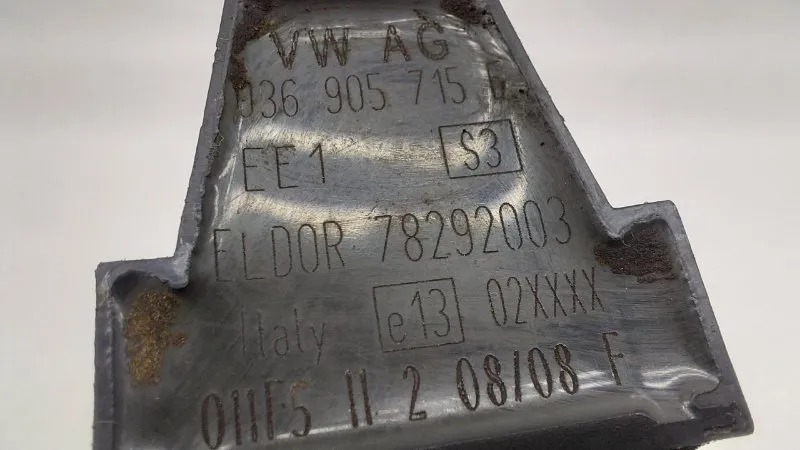 VW AG
036 905 715
EE1 S3
ELDOR 78292003
Italy e13 02XXXX
011F5 11 2 08/08 F